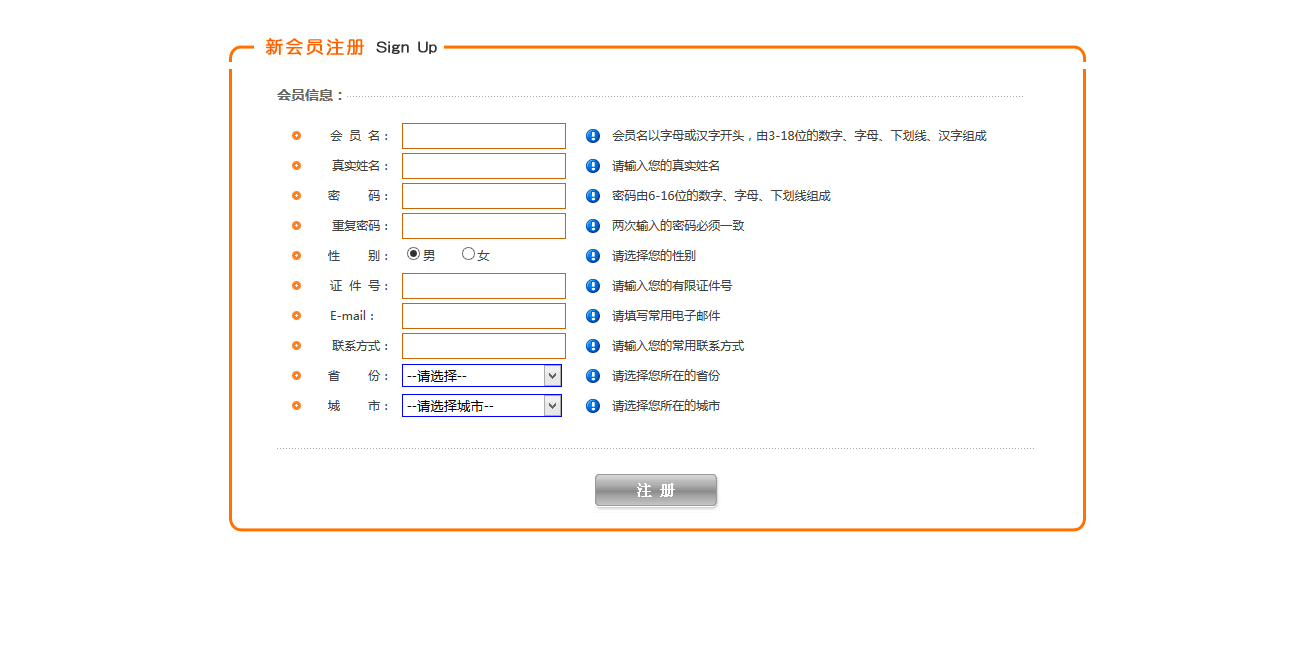 新会员注册 Sign Up
会员信息：
会 员 名： 会员名以字母或汉字开头，由3-18位的数字、字母、下划线、汉字组成
真实姓名： 请输入您的真实姓名
密 码： 密码由6-16位的数字、字母、下划线组成
重复密码： 两次输入的密码必须一致
性 别： 男 女 请选择您的性别
证 件 号： 请输入您的有限证件号
E-mail： 请填写常用电子邮件
联系方式： 请输入您的常用联系方式
省 份： --请选择-- 请选择您所在的省份
城 市： --请选择城市-- 请选择您所在的城市
注 册